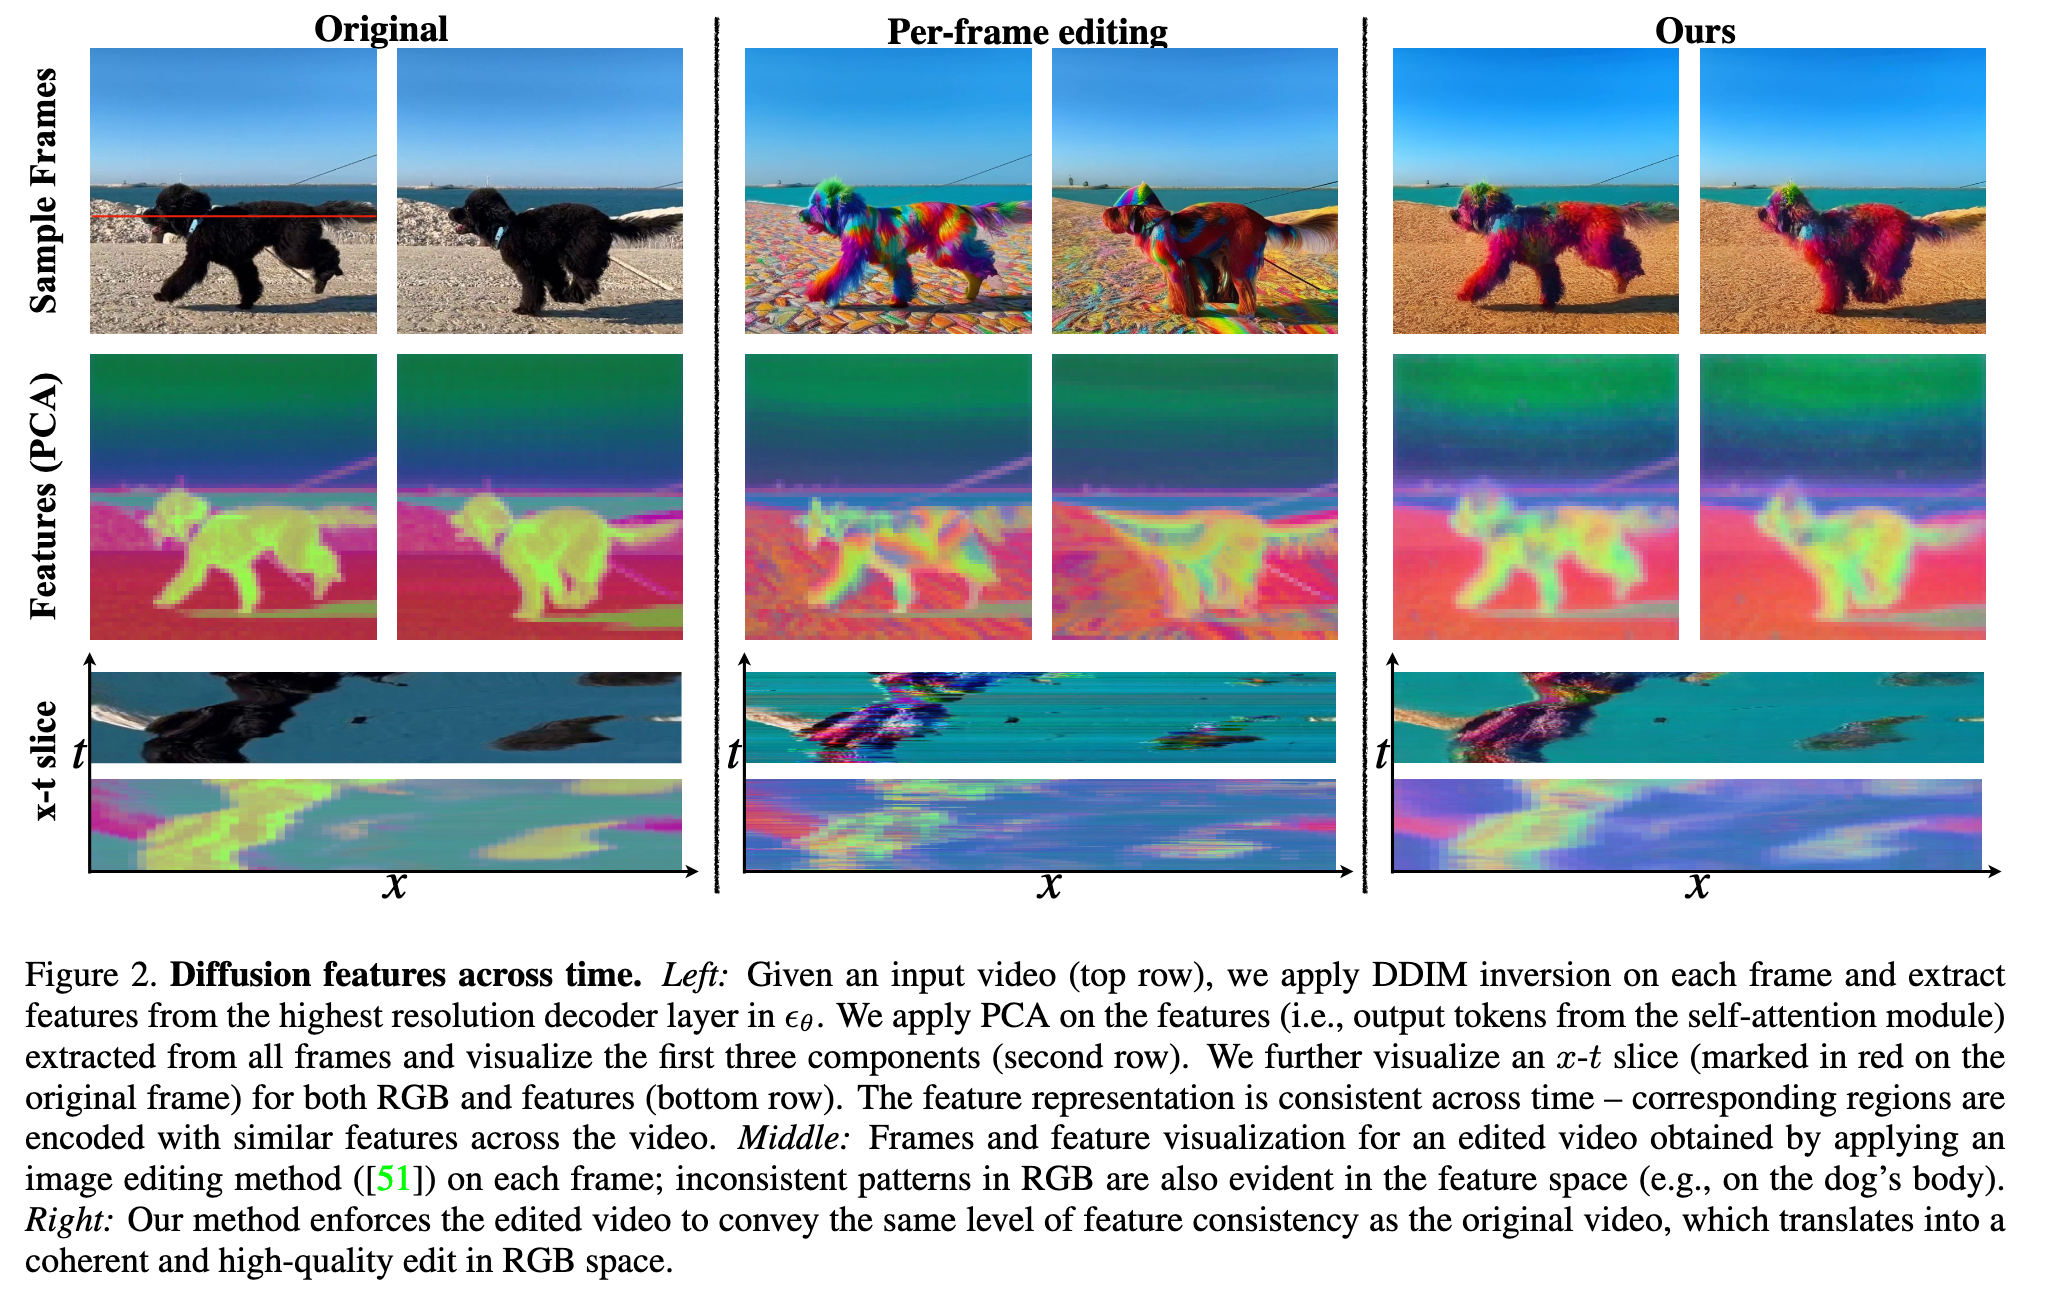 Original
Per-frame editing
Ours
Sample Frames
Features (PCA)
x-t slice
t
t
t
x
x
x
Figure 2. Diffusion features across time. Left: Given an input video (top row), we apply DDIM inversion on each frame and extract
features from the highest resolution decoder layer in ϵθ. We apply PCA on the features (i.e., output tokens from the self-attention module)
extracted from all frames and visualize the first three components (second row). We further visualize an x-t slice (marked in red on the
original frame) for both RGB and features (bottom row). The feature representation is consistent across time – corresponding regions are
encoded with similar features across the video. Middle: Frames and feature visualization for an edited video obtained by applying an
image editing method ([51]) on each frame; inconsistent patterns in RGB are also evident in the feature space (e.g., on the dog's body).
Right: Our method enforces the edited video to convey the same level of feature consistency as the original video, which translates into a
coherent and high-quality edit in RGB space.